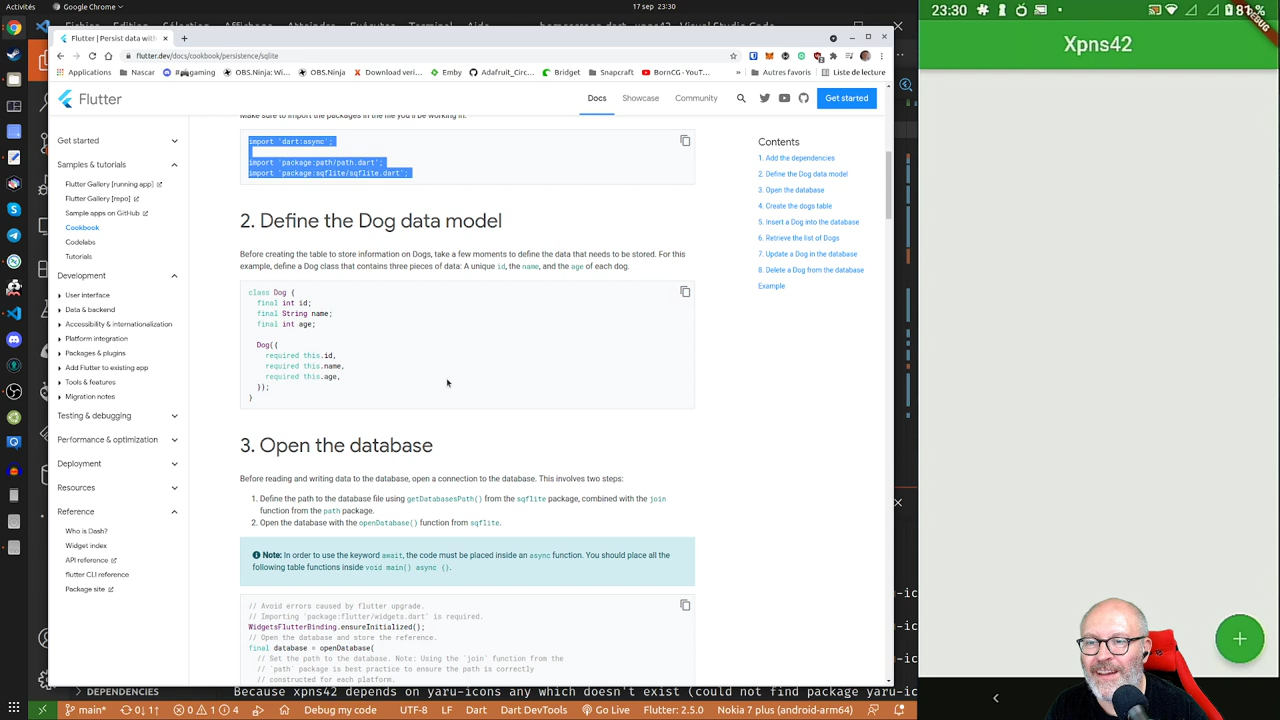 Activités
Google Chrome
17 sep 23:30
23:30
Flutter | Persist data with
flutter.dev/docs/cookbook/persistence/sqlite
Applications
Nascar
OBS.Ninja: Wi...
OBS.Ninja
Download veri...
Emby
Adafruit_Circ...
Bridget
Snapcraft
BornCG - YouT...
»
Autres favoris
Liste de lecture
Flutter
Docs
Showcase
Community
Get started
Xpns42
Get started
Samples & tutorials
Flutter Gallery [running app]
Flutter Gallery [repo]
Sample apps on GitHub
Cookbook
Codelabs
Tutorials
Development
User interface
Data & backend
Accessibility & internationalization
Platform integration
Packages & plugins
Add Flutter to existing app
Tools & features
Migration notes
Testing & debugging
Performance & optimization
Deployment
Resources
Reference
Who is Dash?
Widget index
API reference
flutter CLI reference
Package site
Make sure to import the packages in the file you'll be working in.
import 'dart:async';
import 'package:path/path.dart';
import 'package:sqflite/sqflite.dart';
2. Define the Dog data model
Before creating the table to store information on Dogs, take a few moments to define the data that needs to be stored. For this
example, define a Dog class that contains three pieces of data: A unique id, the name, and the age of each dog.
class Dog {
final int id;
final String name;
final int age;
Dog({
required this.id,
required this.name,
required this.age,
});
}
3. Open the database
Before reading and writing data to the database, open a connection to the database. This involves two steps:
1. Define the path to the database file using getDatabasesPath() from the sqflite package, combined with the join
function from the path package.
2. Open the database with the openDatabase() function from sqflite.
Note: In order to use the keyword await, the code must be placed inside an async function. You should place all the
following table functions inside void main() async {}.
// Avoid errors caused by flutter upgrade.
// Importing 'package:flutter/widgets.dart' is required.
WidgetsFlutterBinding.ensureInitialized();
// Open the database and store the reference.
final database = openDatabase(
// Set the path to the database. Note: Using the `join` function from the
// `path` package is best practice to ensure the path is correctly
// constructed for each platform.
Contents
1. Add the dependencies
2. Define the Dog data model
3. Open the database
4. Create the dogs table
5. Insert a Dog into the database
6. Retrieve the list of Dogs
7. Update a Dog in the database
8. Delete a Dog from the database
Example
DEPENDENCIES
Because xpns42 depends on yaru-icons any which doesn't exist (could not find package yaru-ic
main*
0↓ 1↑
0
1
4
Debug my code
UTF-8
LF
Dart
Dart DevTools
Go Live
Flutter: 2.5.0
Nokia 7 plus (android-arm64)